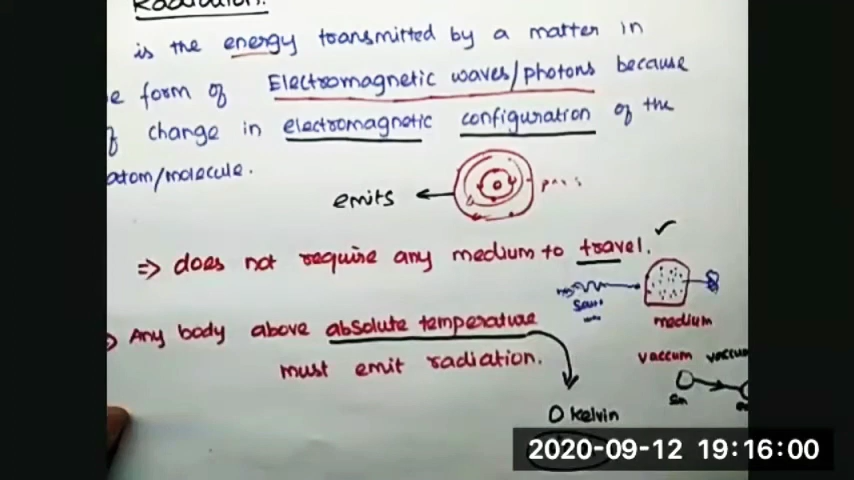 Radiation:
is the energy transmitted by a matter in
e form of Electromagnetic waves/photons because
f change in electromagnetic configuration of the
atom/molecule.
emits
⇒ does not require any medium to travel. ✓
medium
Any body above absolute temperature
must emit radiation.
vaccum vaccum
0 kelvin
2020-09-12 19:16:00